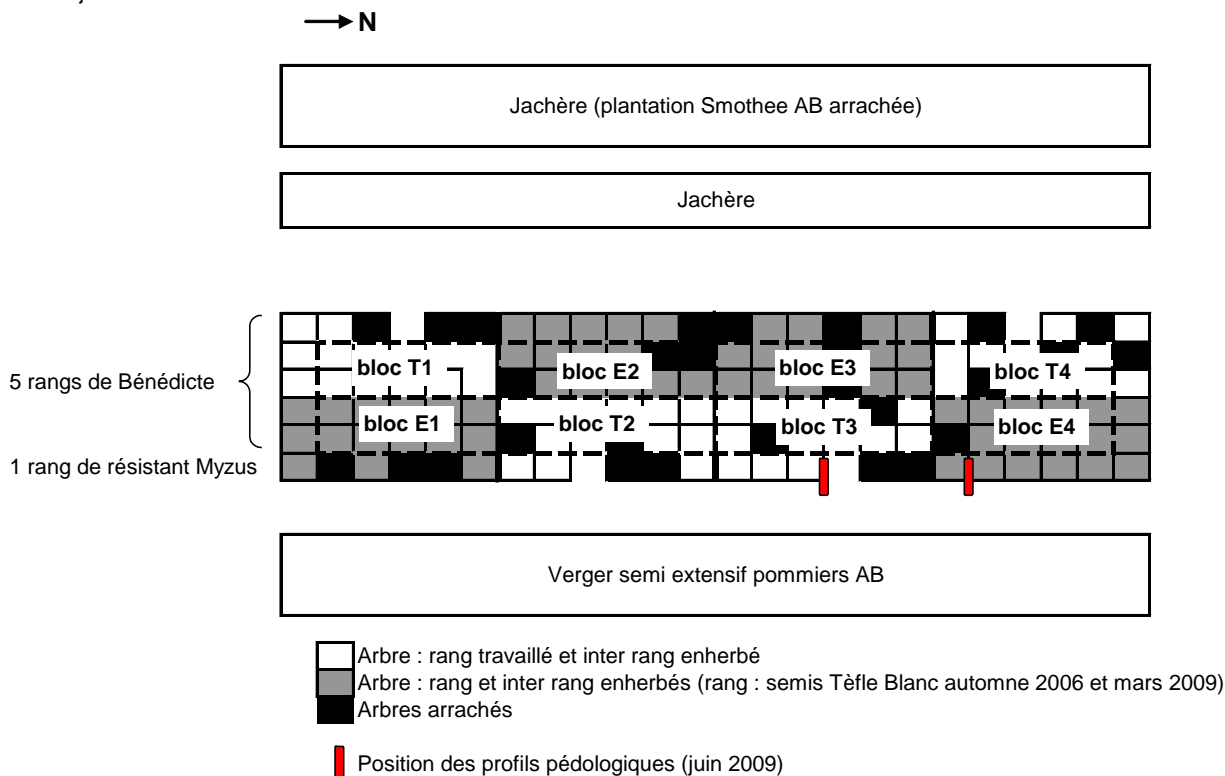 N
Jachère (plantation Smothee AB arrachée)
Jachère
5 rangs de Bénédicte
1 rang de résistant Myzus
bloc T1
bloc E2
bloc E3
bloc T4
bloc E1
bloc T2
bloc T3
bloc E4
Verger semi extensif pommiers AB
Arbre : rang travaillé et inter rang enherbé
Arbre : rang et inter rang enherbés (rang : semis Tèfle Blanc automne 2006 et mars 2009)
Arbres arrachés
Position des profils pédologiques (juin 2009)